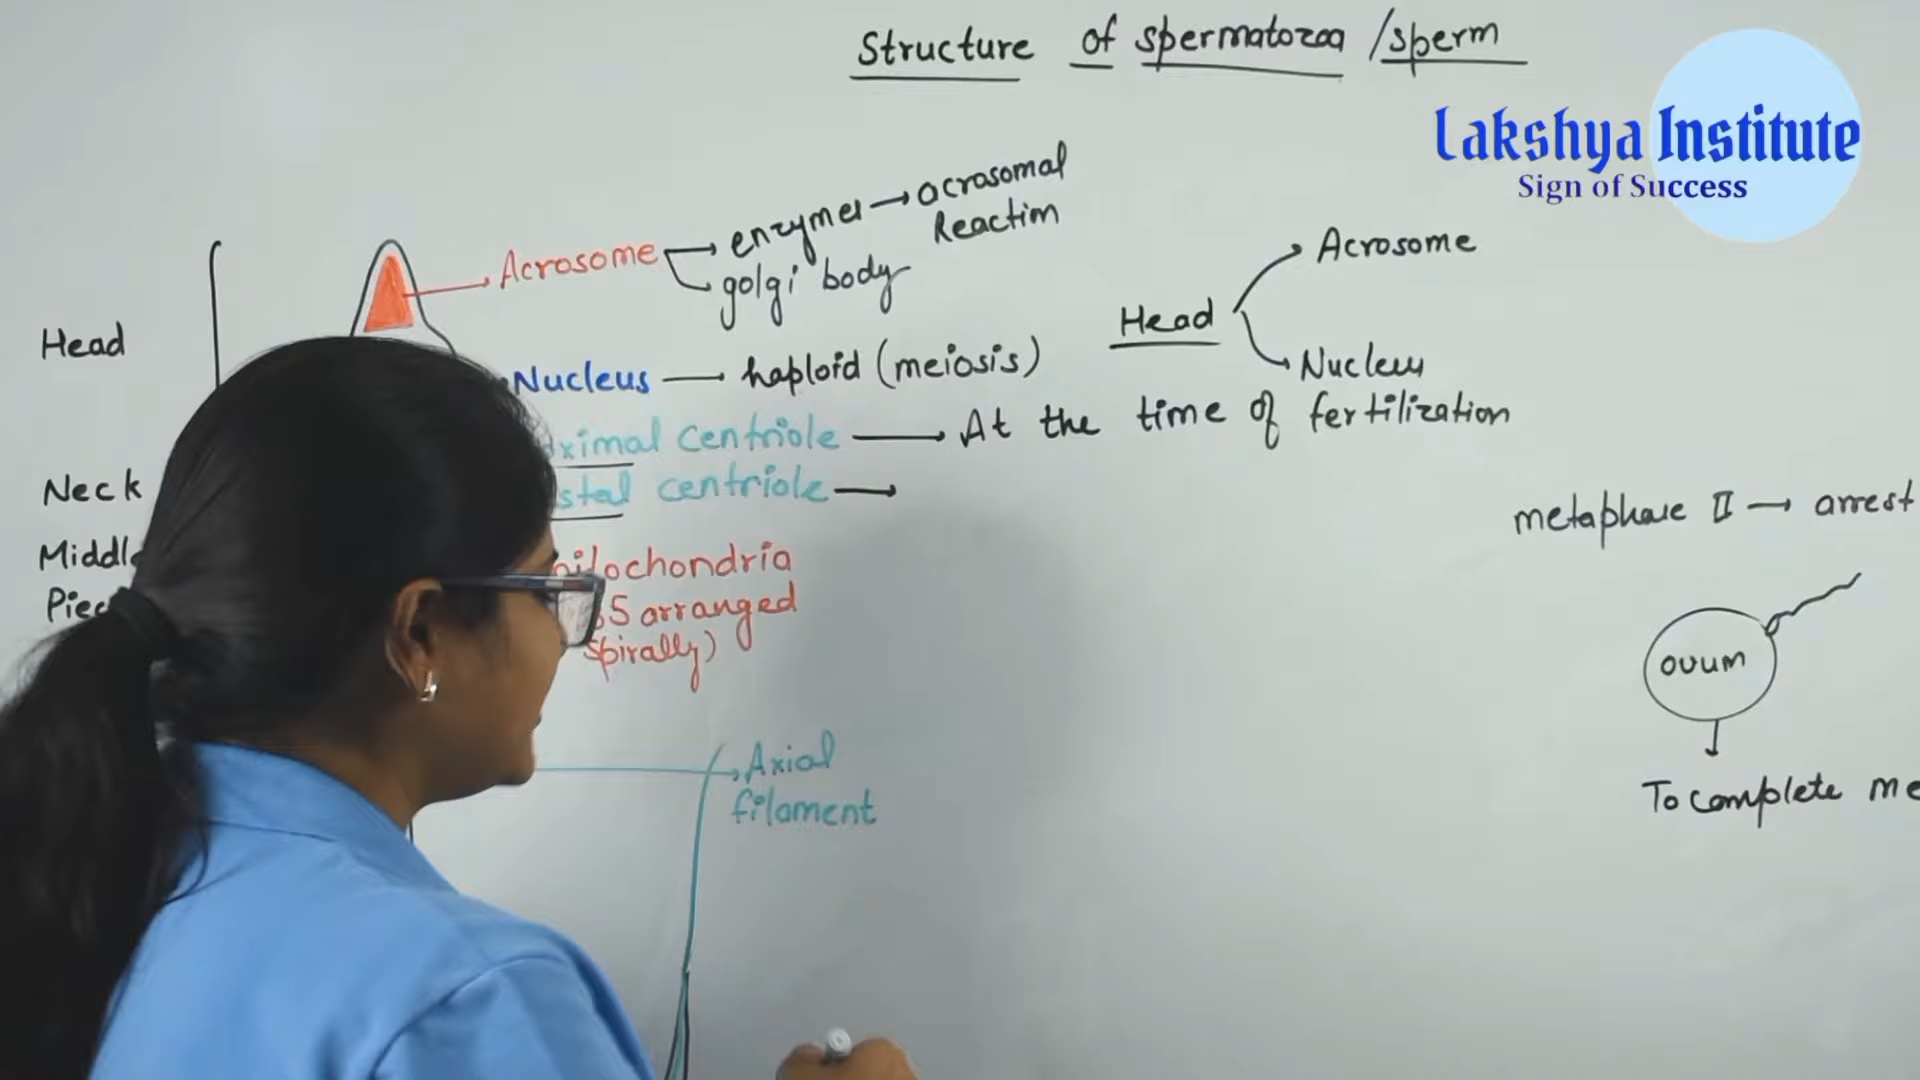 Structure of spermatozoa /sperm
Lakshya Institute
Sign of Success
Acrosome
enzymes → acrosomal
Reaction
golgi body
Head
Head
Acrosome
Nucleus
Nucleus — haploid (meiosis)
centriole → At the time of fertilization
Neck
centriole →
Middle
metaphase II → arrest
arranged
spirally)
ovum
Axial
filament
To complete